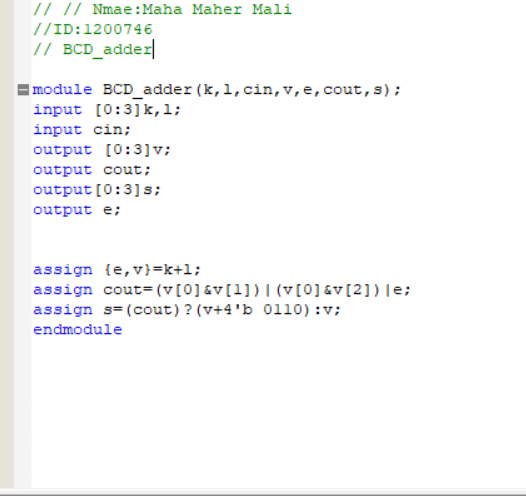 // // Nmae:Maha Maher Mali
//ID:1200746
// BCD_adder
module BCD_adder(k,l,cin,v,e,cout,s);
input [0:3]k,l;
input cin;
output [0:3]v;
output cout;
output[0:3]s;
output e;
assign {e,v}=k+l;
assign cout=(v[0]&v[1])|(v[0]&v[2])|e;
assign s=(cout)?(v+4'b 0110):v;
endmodule